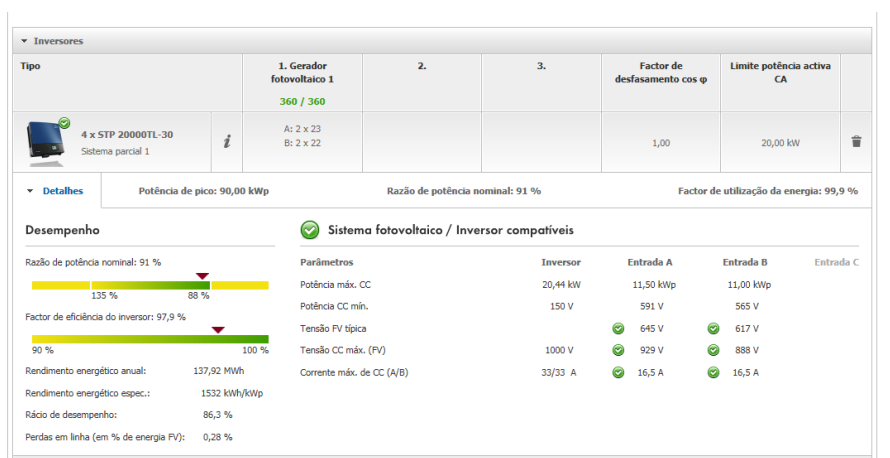 Inversores
Tipo
1. Gerador
fotovoltaico 1
360 / 360
2.
3.
Factor de
desfasamento cos φ
Limite potência activa
CA
4 x STP 20000TL-30
Sistema parcial 1
i
A: 2 x 23
B: 2 x 22
1,00
20,00 kW
Detalhes
Potência de pico: 90,00 kWp
Razão de potência nominal: 91 %
Factor de utilização da energia: 99,9 %
Desempenho
Razão de potência nominal: 91 %
135 % 88 %
Factor de eficiência do inversor: 97,9 %
90 % 100 %
Rendimento energético anual: 137,92 MWh
Rendimento energético espec.: 1532 kWh/kWp
Rácio de desempenho: 86,3 %
Perdas em linha (em % de energia FV): 0,28 %
Sistema fotovoltaico / Inversor compatíveis
Parâmetros Inversor Entrada A Entrada B Entrada C
Potência máx. CC 20,44 kW 11,50 kWp 11,00 kWp
Potência CC mín. 150 V 591 V 565 V
Tensão FV típica 645 V 617 V
Tensão CC máx. (FV) 1000 V 929 V 888 V
Corrente máx. de CC (A/B) 33/33 A 16,5 A 16,5 A